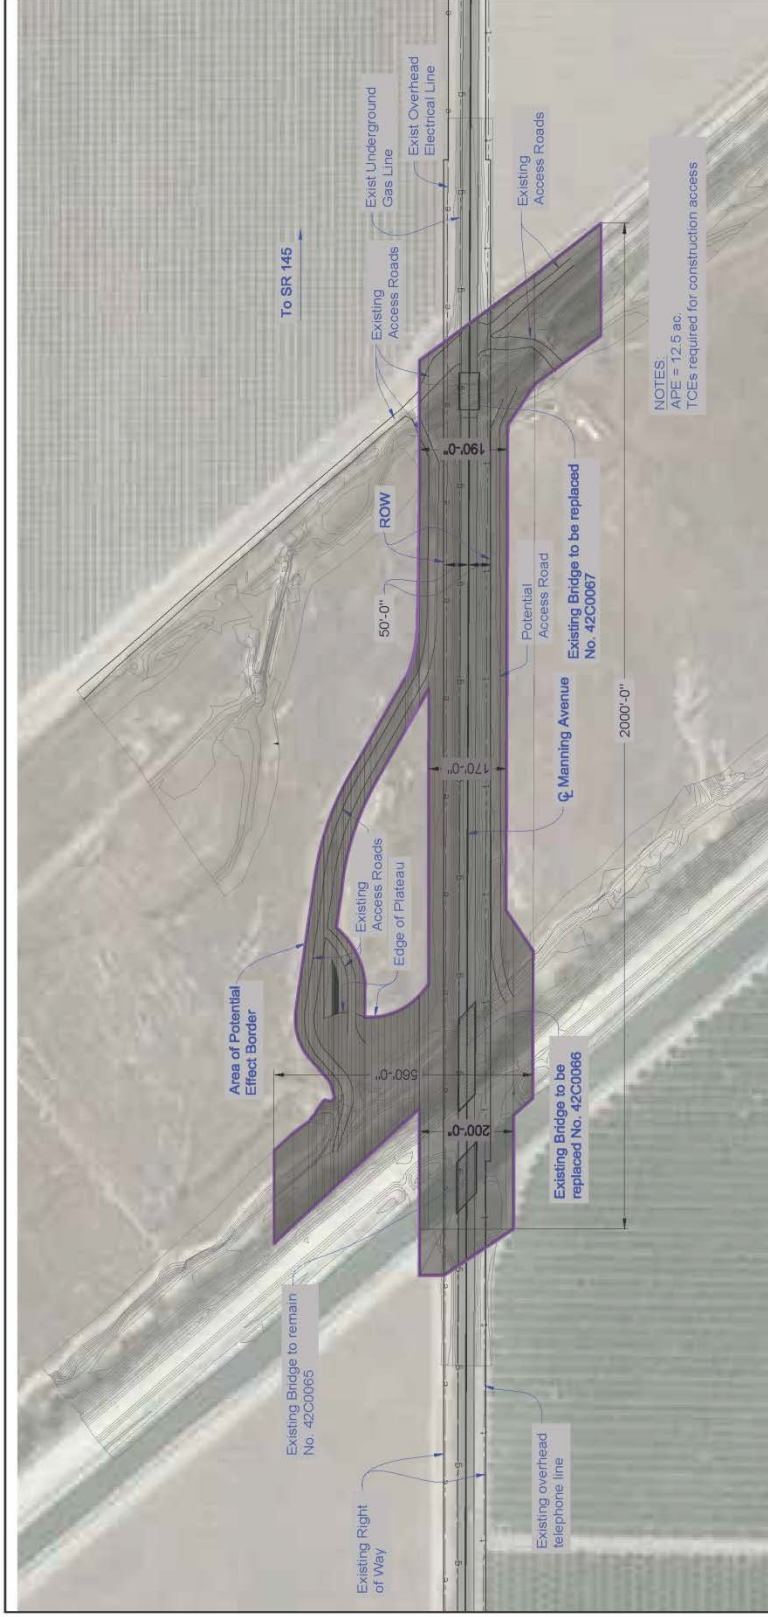 Existing Right
of Way
Existing overhead
telephone line
Existing Bridge to remain
No. 42C0065
Area of Potential
Effect Border
560'-0"
200'-0"
Existing Bridge to be
replaced No. 42C0066
Existing
Access Roads
Edge of Plateau
170'-0"
℄ Manning Avenue
2000'-0"
50'-0"
ROW
Potential
Access Road
Existing Bridge to be replaced
No. 42C0067
190'-0"
To SR 145
Existing
Access Roads
Exist Underground
Gas Line
Exist Overhead
Electrical Line
Existing
Access Roads
NOTES:
APE = 12.5 ac.
TCEs required for construction access